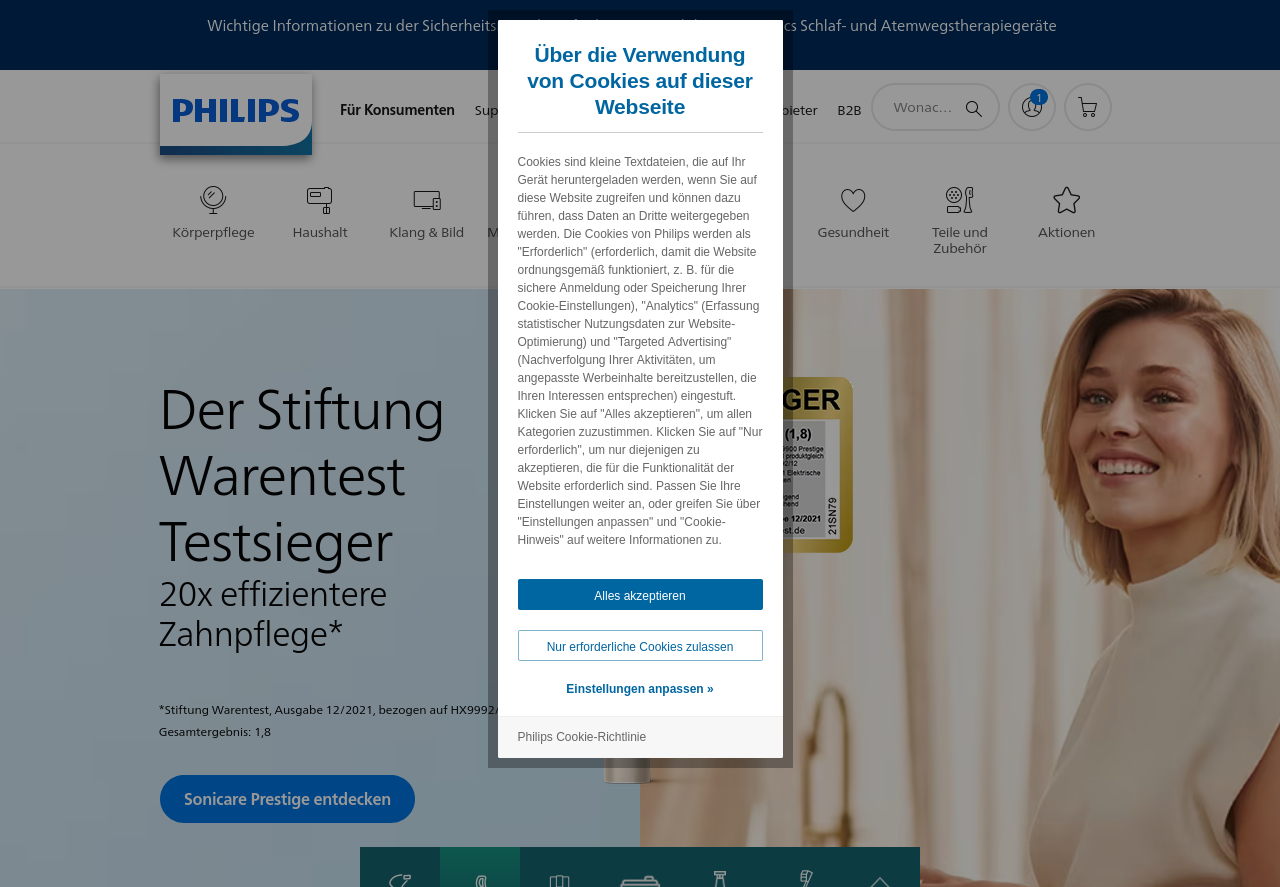 Wichtige Informationen zu der Sicherheits
cs Schlaf- und Atemwegstherapiegeräte
PHILIPS
Für Konsumenten
Sup
bieter
B2B
Wonac...
1
Körperpflege
Haushalt
Klang & Bild
M
Gesundheit
Teile und
Zubehör
Aktionen
Über die Verwendung
von Cookies auf dieser
Webseite
Cookies sind kleine Textdateien, die auf Ihr
Gerät heruntergeladen werden, wenn Sie auf
diese Website zugreifen und können dazu
führen, dass Daten an Dritte weitergegeben
werden. Die Cookies von Philips werden als
"Erforderlich" (erforderlich, damit die Website
ordnungsgemäß funktioniert, z. B. für die
sichere Anmeldung oder Speicherung Ihrer
Cookie-Einstellungen), "Analytics" (Erfassung
statistischer Nutzungsdaten zur Website-
Optimierung) und "Targeted Advertising"
(Nachverfolgung Ihrer Aktivitäten, um
angepasste Werbeinhalte bereitzustellen, die
Ihren Interessen entsprechen) eingestuft.
Klicken Sie auf "Alles akzeptieren", um allen
Kategorien zuzustimmen. Klicken Sie auf "Nur
erforderlich", um nur diejenigen zu
akzeptieren, die für die Funktionalität der
Website erforderlich sind. Passen Sie Ihre
Einstellungen weiter an, oder greifen Sie über
"Einstellungen anpassen" und "Cookie-
Hinweis" auf weitere Informationen zu.
Alles akzeptieren
Nur erforderliche Cookies zulassen
Einstellungen anpassen »
Philips Cookie-Richtlinie
Der Stiftung
Warentest
Testsieger
20x effizientere
Zahnpflege*
*Stiftung Warentest, Ausgabe 12/2021, bezogen auf HX9992/
Gesamtergebnis: 1,8
Sonicare Prestige entdecken
GER
(1,8)
9900 Prestige
produktgleich
Elektrische
12/2021
st.de
21SN79